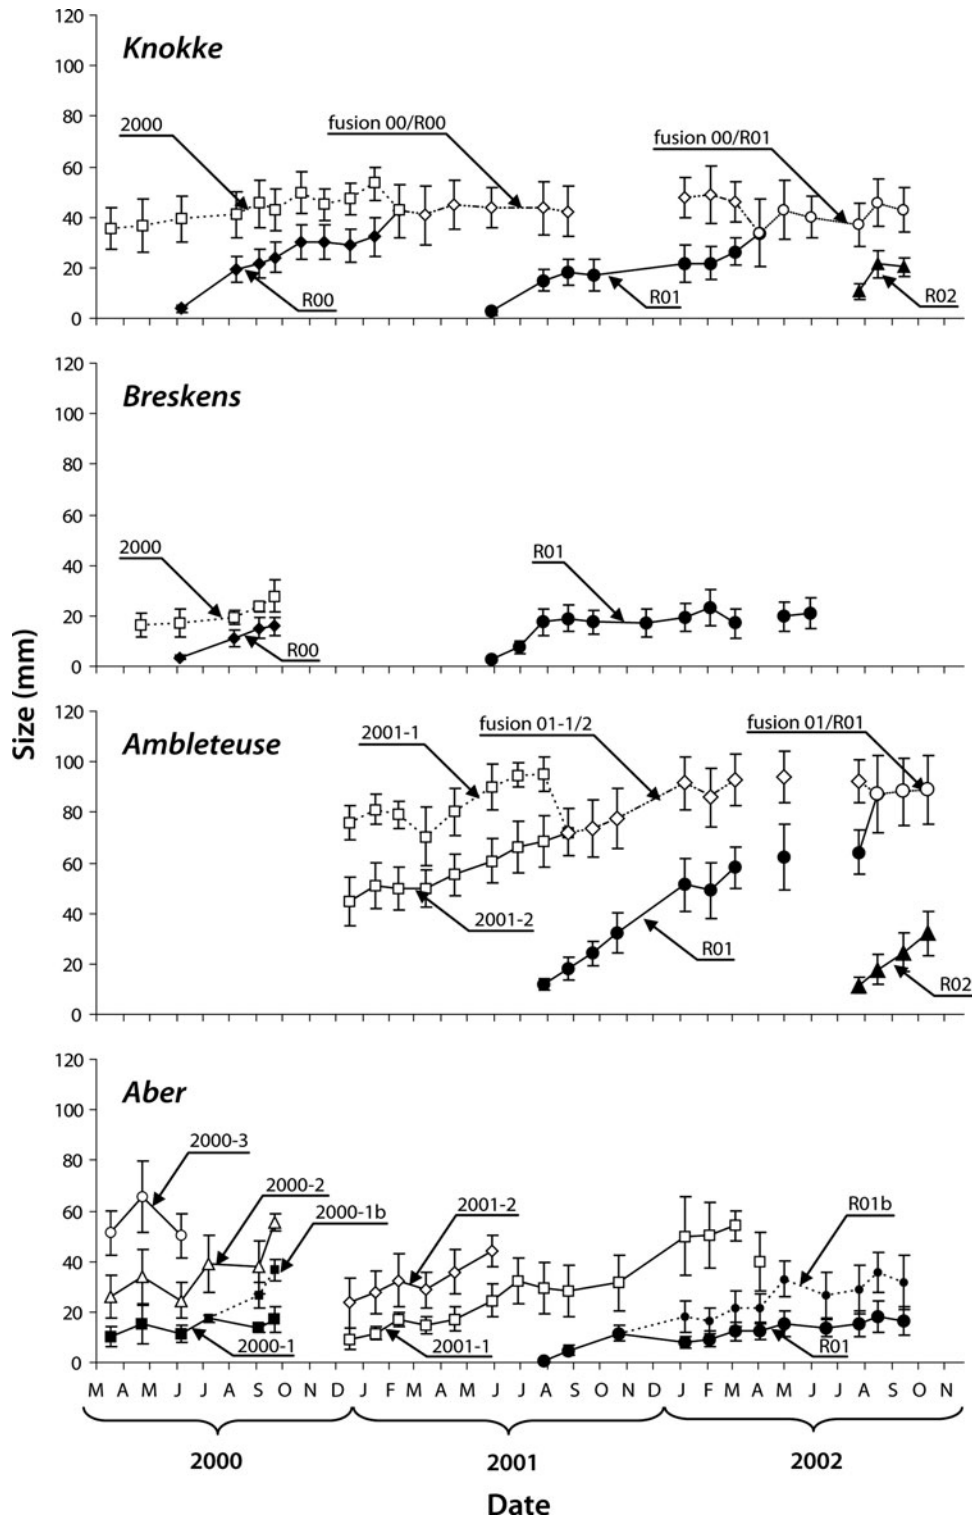 Knokke
120
100
80
60
40
20
0
2000
fusion 00/R00
fusion 00/R01
R00
R01
R02
Breskens
120
100
80
60
40
20
0
2000
R01
R00
Size (mm)
Ambleteuse
120
100
80
60
40
20
0
2001-1
fusion 01-1/2
fusion 01/R01
2001-2
R01
R02
Aber
120
100
80
60
40
20
0
2000-3
2000-2
2000-1b
2001-2
R01b
2000-1
2001-1
R01
M A M J J A S O N D J F M A M J J A S O N D J F M A M J J A S O N
2000 2001 2002
Date